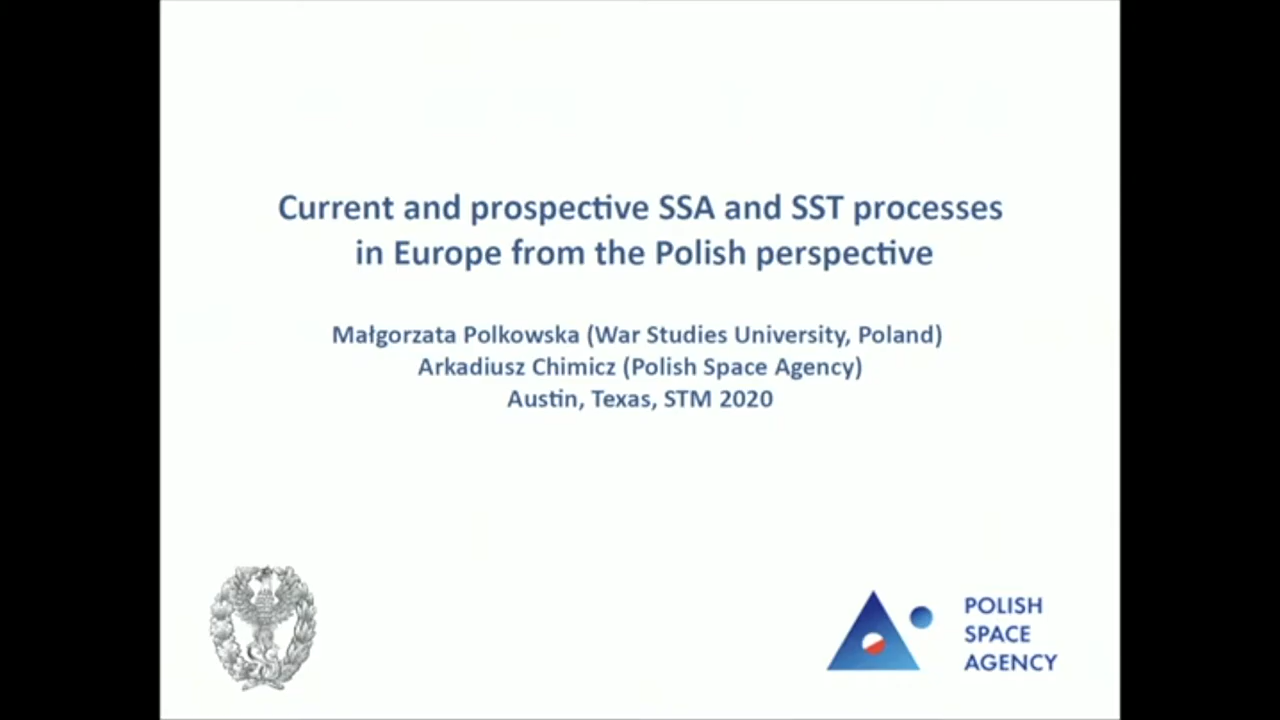 Current and prospective SSA and SST processes
in Europe from the Polish perspective
Małgorzata Polkowska (War Studies University, Poland)
Arkadiusz Chimicz (Polish Space Agency)
Austin, Texas, STM 2020
POLISH
SPACE
AGENCY